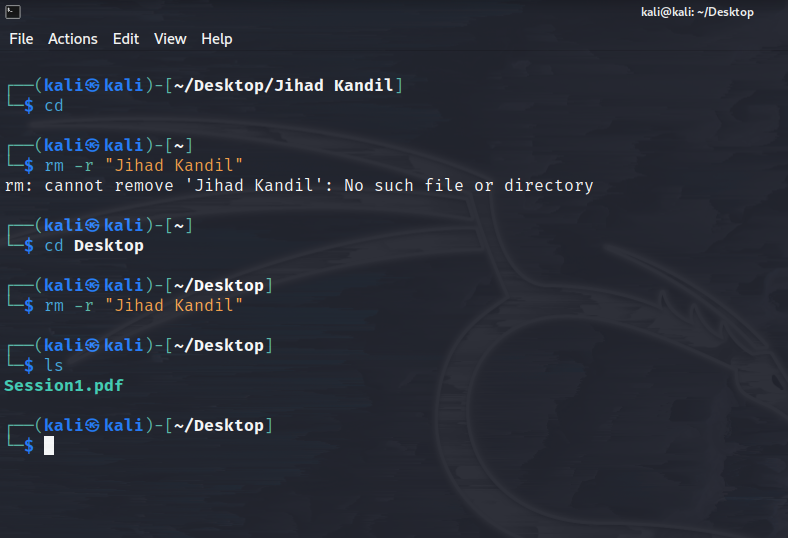 kali@kali: ~/Desktop
File Actions Edit View Help
┌──(kali㉿kali)-[~/Desktop/Jihad Kandil]
└─$ cd
┌──(kali㉿kali)-[~]
└─$ rm -r "Jihad Kandil"
rm: cannot remove 'Jihad Kandil': No such file or directory
┌──(kali㉿kali)-[~]
└─$ cd Desktop
┌──(kali㉿kali)-[~/Desktop]
└─$ rm -r "Jihad Kandil"
┌──(kali㉿kali)-[~/Desktop]
└─$ ls
Session1.pdf
┌──(kali㉿kali)-[~/Desktop]
└─$